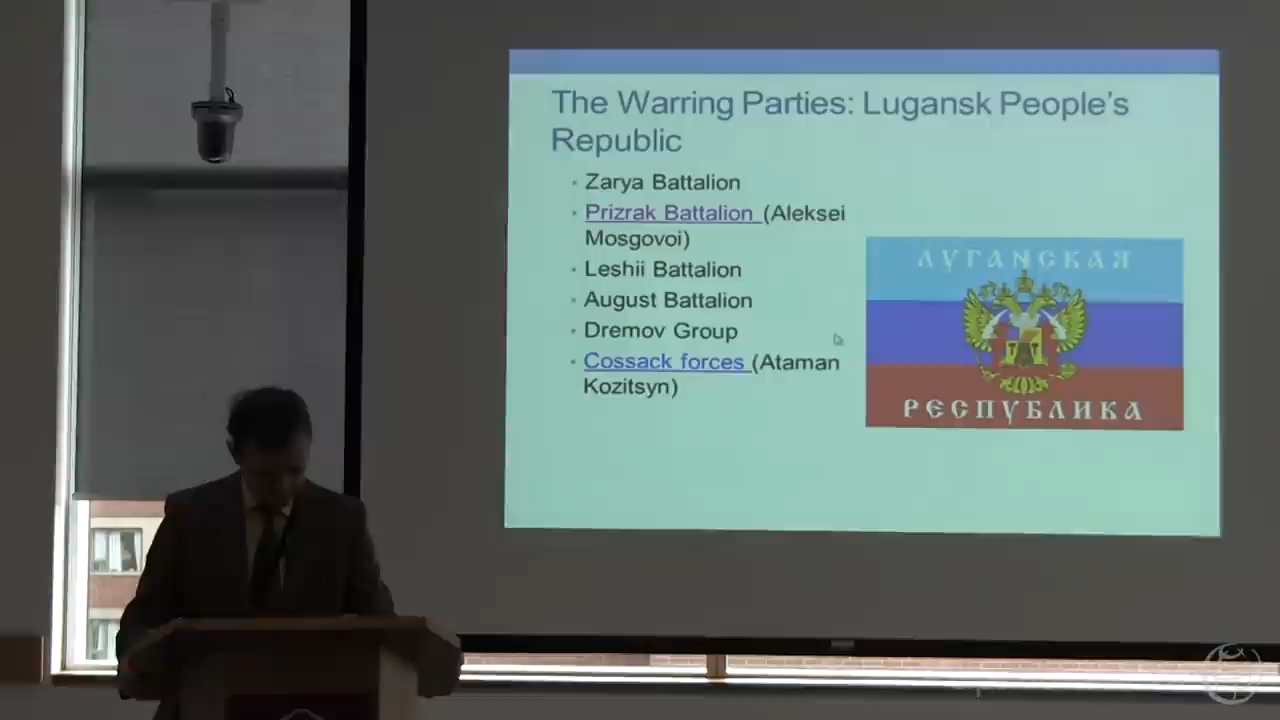 The Warring Parties: Lugansk People's
Republic
Zarya Battalion
Prizrak Battalion (Aleksei
Mosgovoi)
Leshii Battalion
August Battalion
Dremov Group
Cossack forces (Ataman
Kozitsyn)
ЛУГАНСКАЯ
РЕСПУБЛИКА